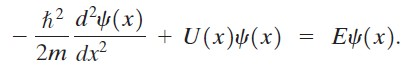 − ħ² d²ψ(x) / 2m dx² + U(x)ψ(x) = Eψ(x).